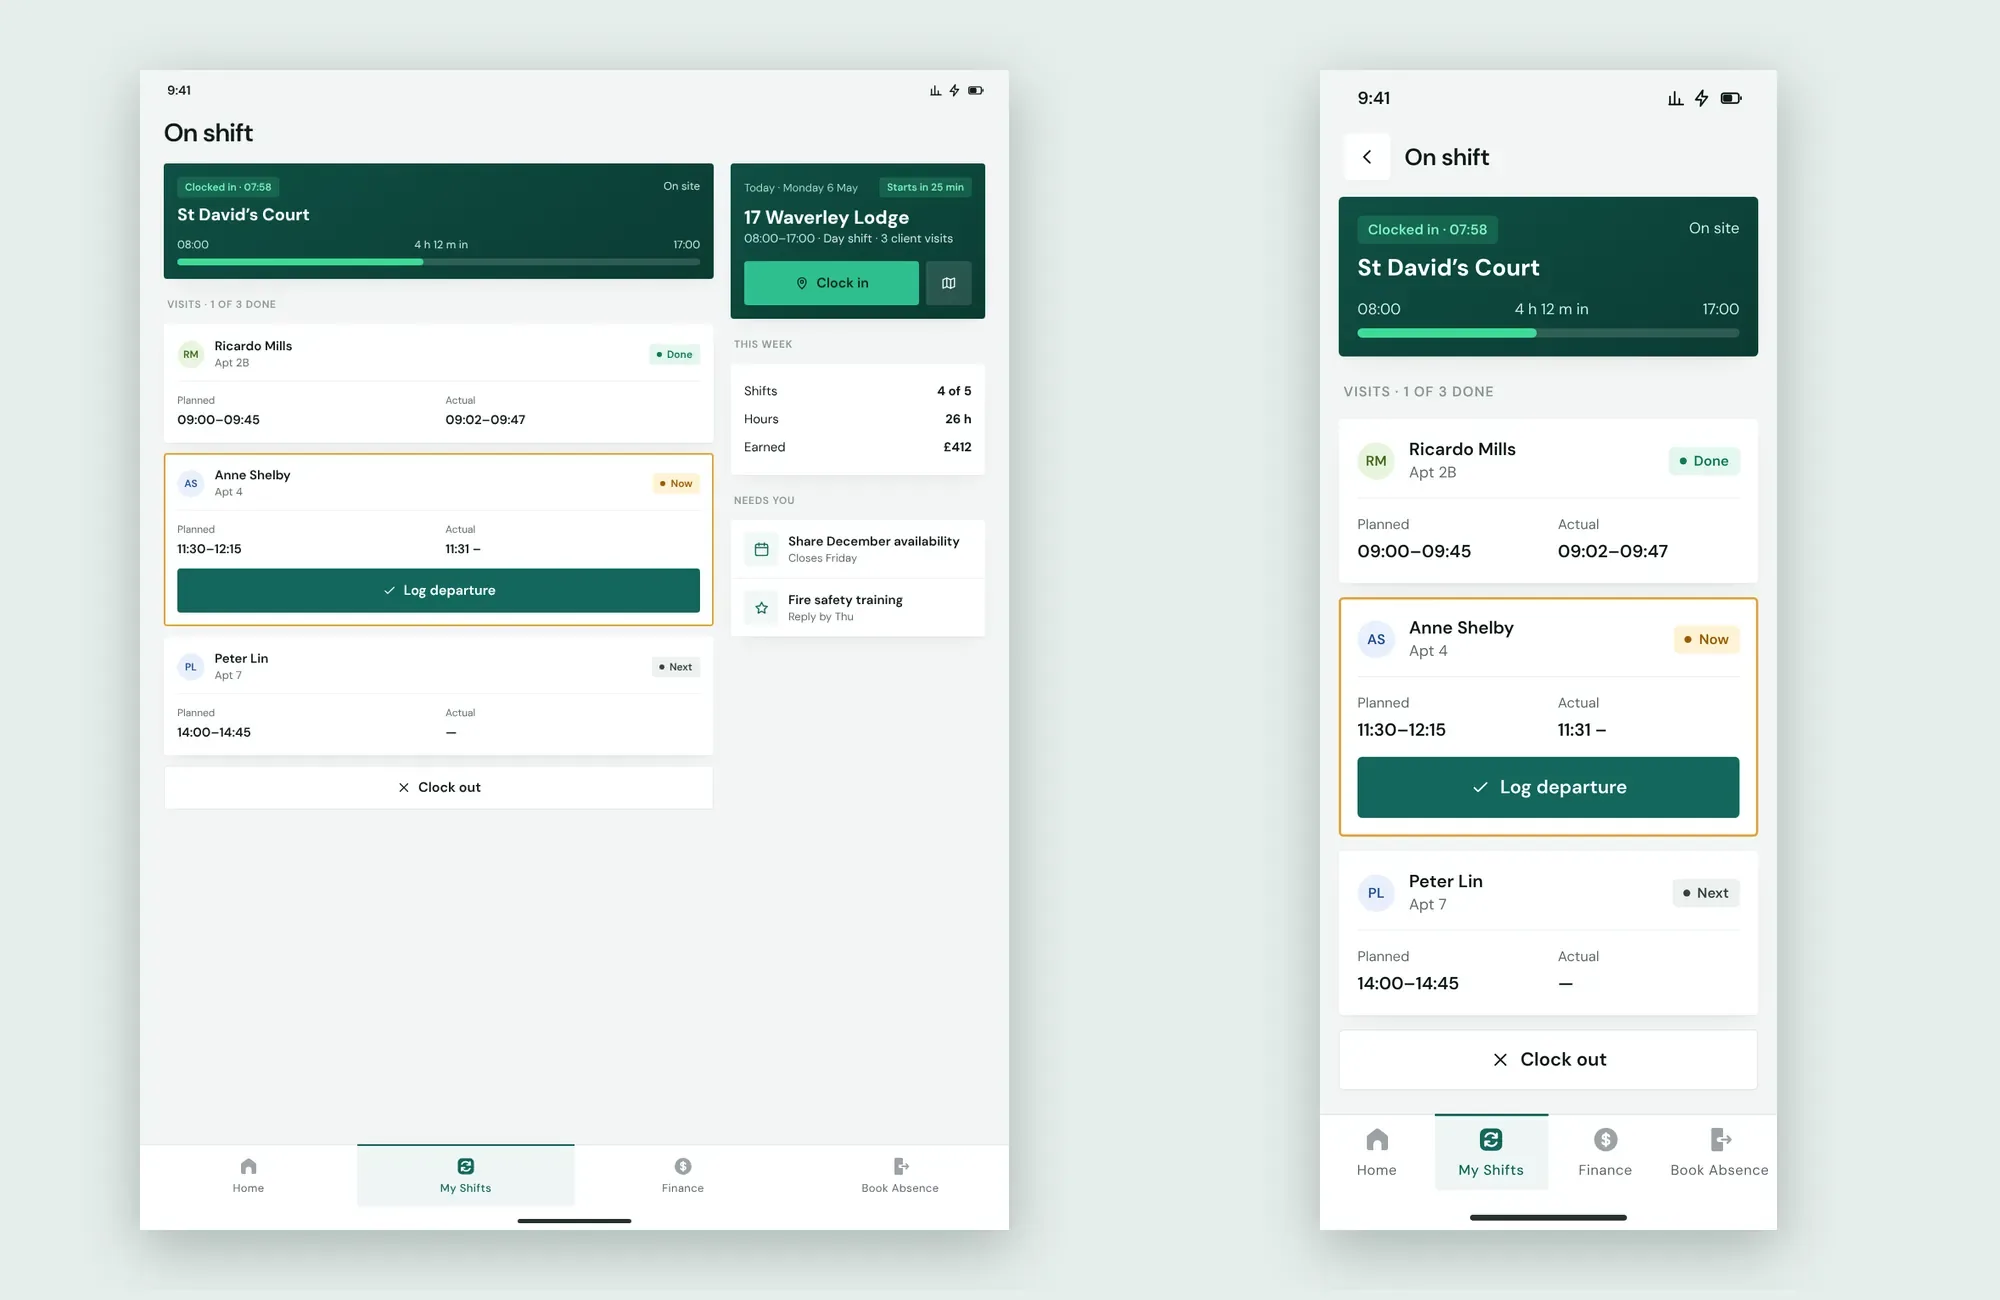 9:41
On shift
Clocked in · 07:58
On site
St David's Court
08:00
4 h 12 m in
17:00
VISITS · 1 OF 3 DONE
RM
Ricardo Mills
Apt 2B
Done
Planned
Actual
09:00–09:45
09:02–09:47
AS
Anne Shelby
Apt 4
Now
Planned
Actual
11:30–12:15
11:31 –
Log departure
PL
Peter Lin
Apt 7
Next
Planned
Actual
14:00–14:45
—
Clock out
Today · Monday 6 May
Starts in 25 min
17 Waverley Lodge
08:00–17:00 · Day shift · 3 client visits
Clock in
THIS WEEK
Shifts
4 of 5
Hours
26 h
Earned
£412
NEEDS YOU
Share December availability
Closes Friday
Fire safety training
Reply by Thu
Home
My Shifts
Finance
Book Absence
9:41
On shift
Clocked in · 07:58
On site
St David's Court
08:00
4 h 12 m in
17:00
VISITS · 1 OF 3 DONE
RM
Ricardo Mills
Apt 2B
Done
Planned
Actual
09:00–09:45
09:02–09:47
AS
Anne Shelby
Apt 4
Now
Planned
Actual
11:30–12:15
11:31 –
Log departure
PL
Peter Lin
Apt 7
Next
Planned
Actual
14:00–14:45
—
Clock out
Home
My Shifts
Finance
Book Absence